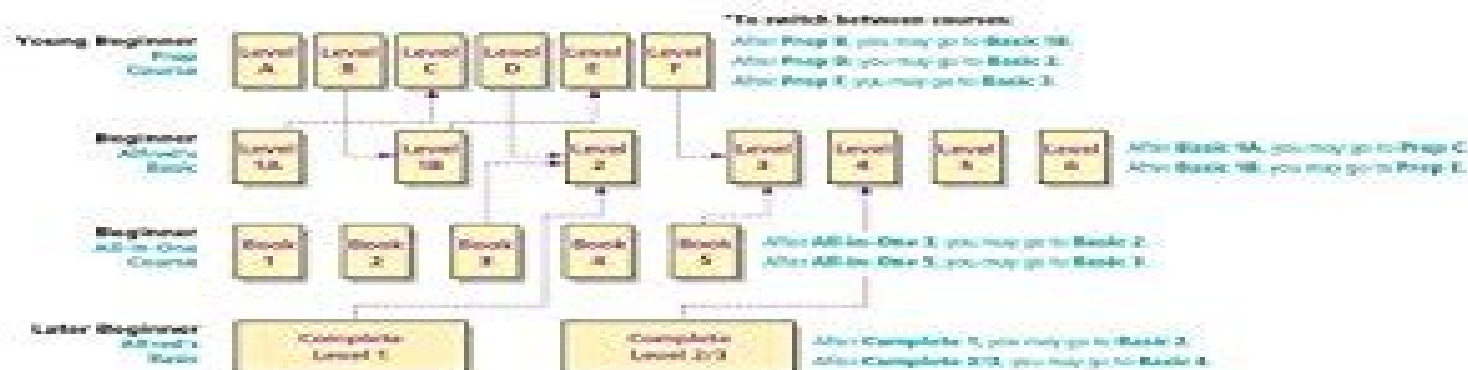 *To switch between courses:
Young Beginner
Prep
Course
Level A
Level B
Level C
Level D
Level E
Level F
After Prep B, you may go to Basic 1B.
After Prep D, you may go to Basic 2.
After Prep F, you may go to Basic 3.
Beginner
Alfred's
Basic
Level 1A
Level 1B
Level 2
Level 3
Level 4
Level 5
Level 6
After Basic 1A, you may go to Prep C.
After Basic 1B, you may go to Prep E.
Beginner
All-in-One
Course
Book 1
Book 2
Book 3
Book 4
Book 5
After All-in-One 3, you may go to Basic 2.
After All-in-One 5, you may go to Basic 3.
Later Beginner
Alfred's
Basic
Complete
Level 1
Complete
Level 2/3
After Complete 1, you may go to Basic 2.
After Complete 2/3, you may go to Basic 4.